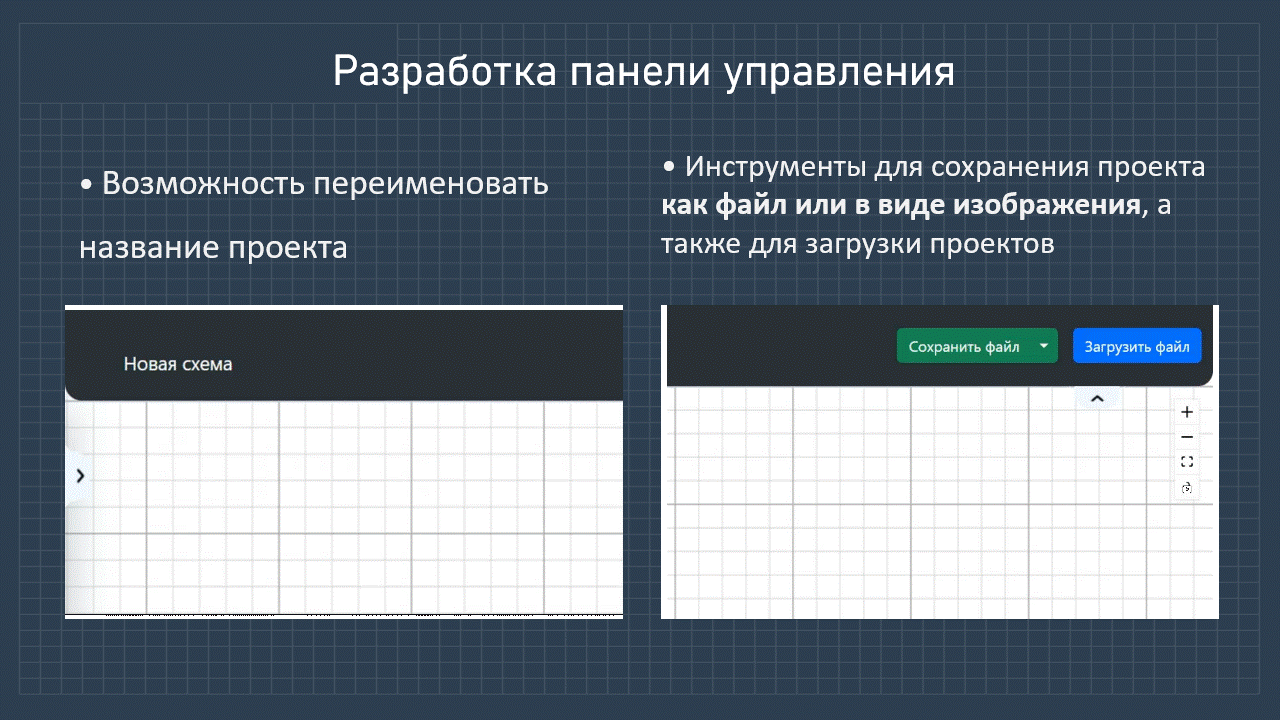 Разработка панели управления
• Возможность переименовать
название проекта
• Инструменты для сохранения проекта
как файл или в виде изображения, а
также для загрузки проектов
Новая схема
Сохранить файл
Загрузить файл